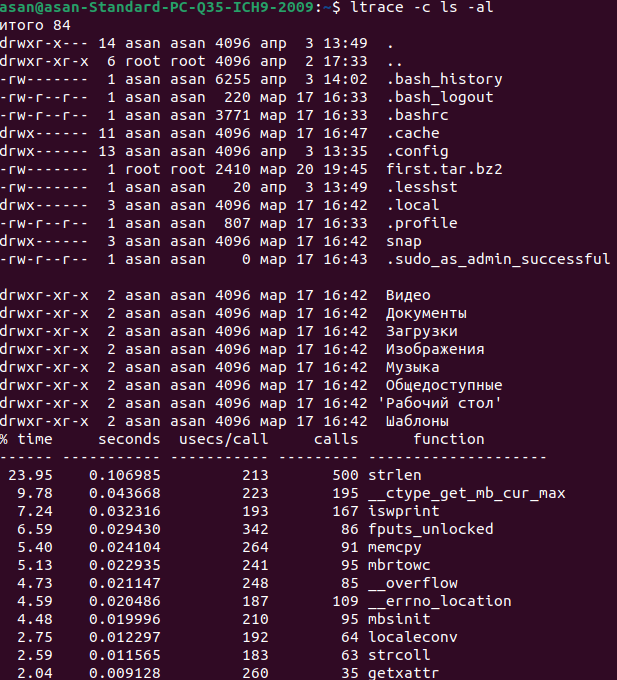 asan@asan-Standard-PC-Q35-ICH9-2009:~$ ltrace -c ls -al
итого 84
drwxr-x--- 14 asan asan 4096 апр  3 13:49  .
drwxr-xr-x  6 root root 4096 апр  2 17:33  ..
-rw-------  1 asan asan 6255 апр  3 14:02  .bash_history
-rw-r--r--  1 asan asan  220 мар 17 16:33  .bash_logout
-rw-r--r--  1 asan asan 3771 мар 17 16:33  .bashrc
drwx------ 11 asan asan 4096 мар 17 16:47  .cache
drwx------ 13 asan asan 4096 апр  3 13:35  .config
-rw-------  1 root root 2410 мар 20 19:45  first.tar.bz2
-rw-------  1 asan asan   20 апр  3 13:49  .lesshst
drwx------  3 asan asan 4096 мар 17 16:42  .local
-rw-r--r--  1 asan asan  807 мар 17 16:33  .profile
drwx------  3 asan asan 4096 мар 17 16:42  snap
-rw-r--r--  1 asan asan    0 мар 17 16:43  .sudo_as_admin_successful
drwxr-xr-x  2 asan asan 4096 мар 17 16:42  Видео
drwxr-xr-x  2 asan asan 4096 мар 17 16:42  Документы
drwxr-xr-x  2 asan asan 4096 мар 17 16:42  Загрузки
drwxr-xr-x  2 asan asan 4096 мар 17 16:42  Изображения
drwxr-xr-x  2 asan asan 4096 мар 17 16:42  Музыка
drwxr-xr-x  2 asan asan 4096 мар 17 16:42  Общедоступные
drwxr-xr-x  2 asan asan 4096 мар 17 16:42 'Рабочий стол'
drwxr-xr-x  2 asan asan 4096 мар 17 16:42  Шаблоны
% time     seconds  usecs/call     calls      function
------ ----------- ----------- --------- --------------------
 23.95    0.106985         213       500 strlen
  9.78    0.043668         223       195 __ctype_get_mb_cur_max
  7.24    0.032316         193       167 iswprint
  6.59    0.029430         342        86 fputs_unlocked
  5.40    0.024104         264        91 memcpy
  5.13    0.022935         241        95 mbrtowc
  4.73    0.021147         248        85 __overflow
  4.59    0.020486         187       109 __errno_location
  4.48    0.019996         210        95 mbsinit
  2.75    0.012297         192        64 localeconv
  2.59    0.011565         183        63 strcoll
  2.04    0.009128         260        35 getxattr